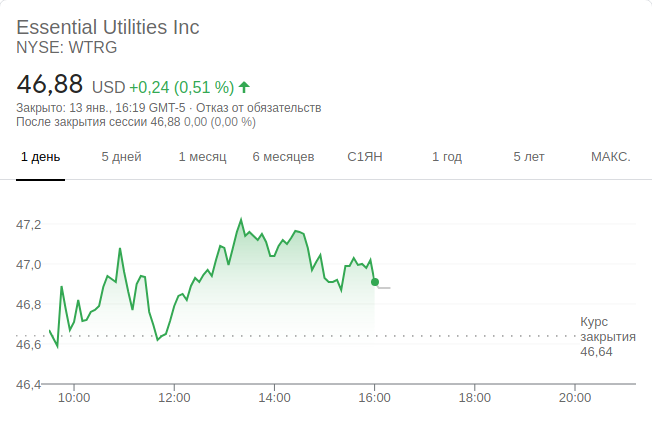 Essential Utilities Inc
NYSE: WTRG
46,88 USD +0,24 (0,51 %)
Закрыто: 13 янв., 16:19 GMT-5 · Отказ от обязательств
После закрытия сессии 46,88 0,00 (0,00 %)
1 день 5 дней 1 месяц 6 месяцев С1ЯН 1 год 5 лет МАКС.
47,2
47,0
46,8
46,6
46,4
Курс
закрытия
46,64
10:00 12:00 14:00 16:00 18:00 20:00